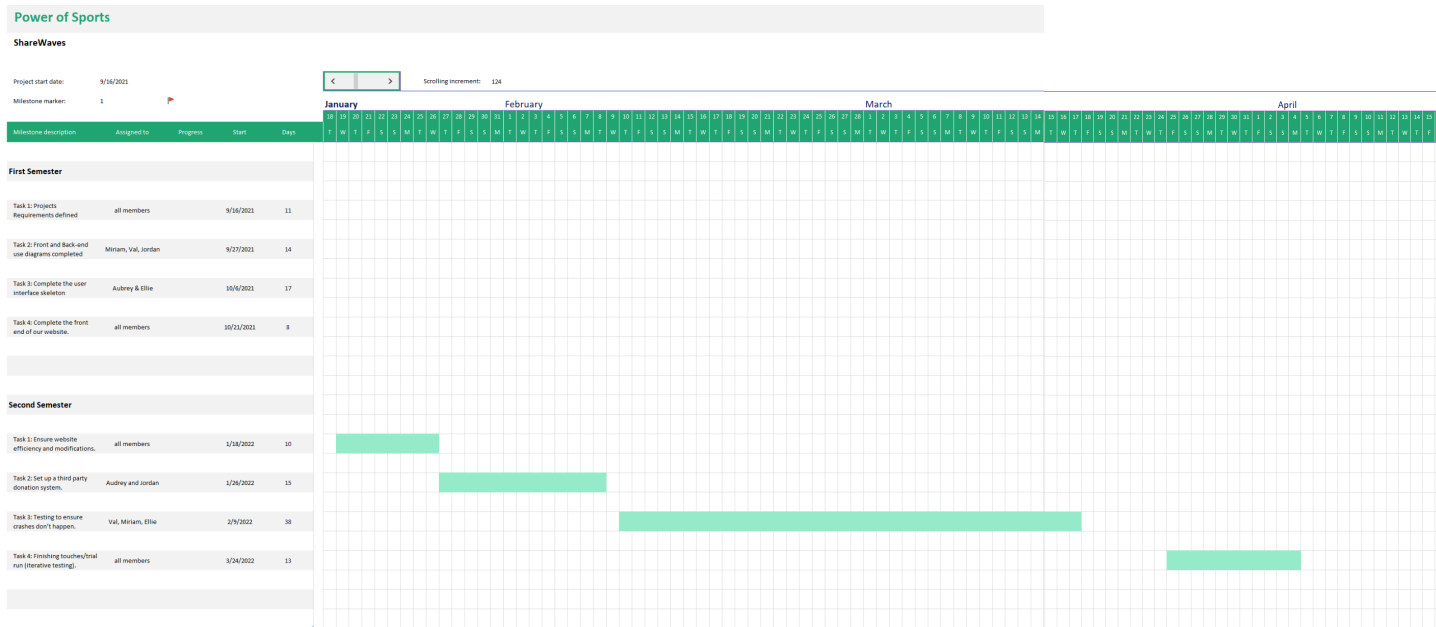 Power of Sports
ShareWaves
Project start date: 9/16/2021 Scrolling increment: 124
Milestone marker: 1
January February March April
18 19 20 21 22 23 24 25 26 27 28 29 30 31 1 2 3 4 5 6 7 8 9 10 11 12 13 14 15 16 17 18 19 20 21 22 23 24 25 26 27 28 1 2 3 4 5 6 7 8 9 10 11 12 13 14 15 16 17 18 19 20 21 22 23 24 25 26 27 28 29 30 31 1 2 3 4 5 6 7 8 9 10 11 12 13 14 15
Milestone description Assigned to Progress Start Days T W T F S S M T W T F S S M T W T F S S M T W T F S S M T W T F S S M T W T F S S M T W T F S S M T W T F S S M T W T F S S M T W T F S S M T W T F S S M T W T F S S M T W T F
First Semester
Task 1: Projects
Requirements defined all members 9/16/2021 11
Task 2: Front and Back-end
use diagrams completed Miriam, Val, Jordan 9/27/2021 14
Task 3: Complete the user
interface skeleton Aubrey & Ellie 10/6/2021 17
Task 4: Complete the front
end of our website. all members 10/21/2021 8
Second Semester
Task 1: Ensure website
efficiency and modifications. all members 1/18/2022 10
Task 2: Set up a third party
donation system. Audrey and Jordan 1/26/2022 15
Task 3: Testing to ensure
crashes don't happen. Val, Miriam, Ellie 2/9/2022 38
Task 4: Finishing touches/trial
run (iterative testing). all members 3/24/2022 13